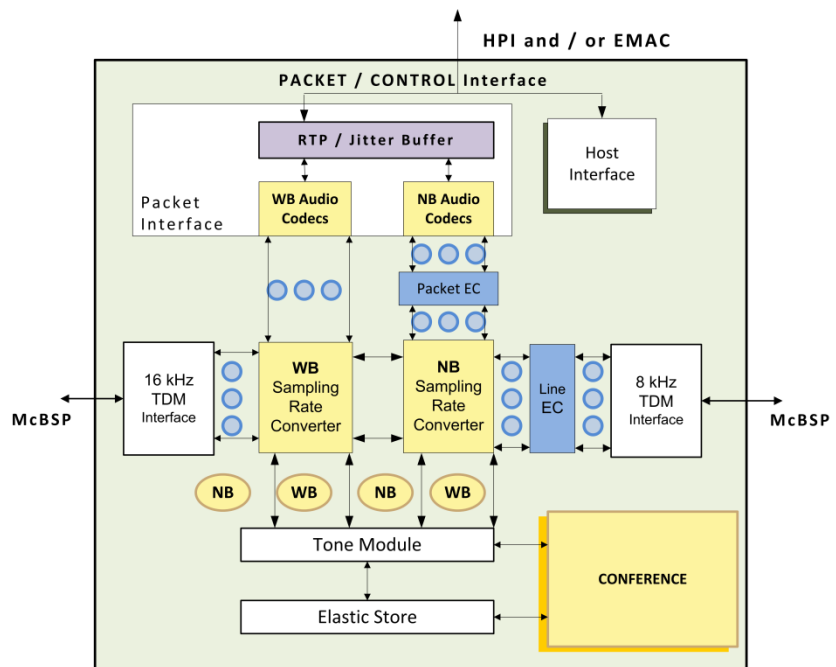 HPI and / or EMAC
PACKET / CONTROL Interface
RTP / Jitter Buffer
Host
Interface
Packet
Interface
WB Audio
Codecs
NB Audio
Codecs
Packet EC
16 kHz
TDM
Interface
WB
Sampling
Rate
Converter
NB
Sampling
Rate
Converter
Line
EC
8 kHz
TDM
Interface
McBSP
McBSP
NB
WB
NB
WB
Tone Module
CONFERENCE
Elastic Store